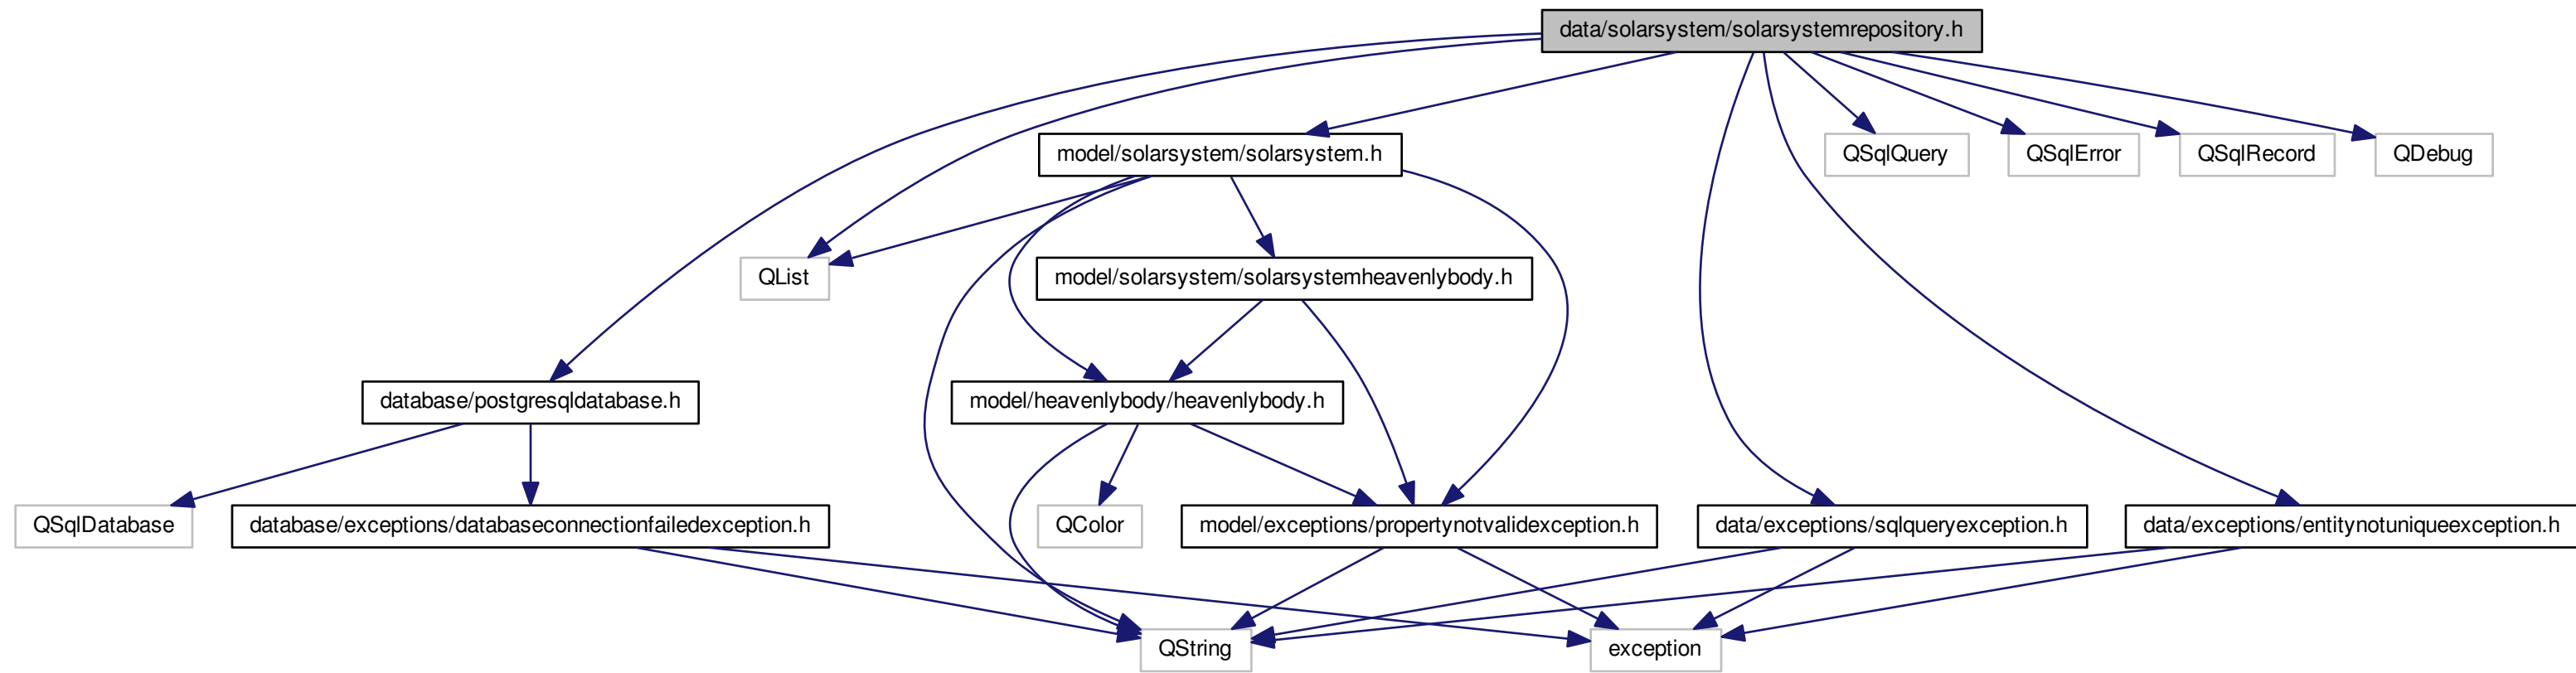 data/solarsystem/solarsystemrepository.h
model/solarsystem/solarsystem.h
QSqlQuery
QSqlError
QSqlRecord
QDebug
QList
model/solarsystem/solarsystemheavenlybody.h
database/postgresqldatabase.h
model/heavenlybody/heavenlybody.h
QSqlDatabase
database/exceptions/databaseconnectionfailedexception.h
QColor
model/exceptions/propertynotvalidexception.h
data/exceptions/sqlqueryexception.h
data/exceptions/entitynotuniqueexception.h
QString
exception